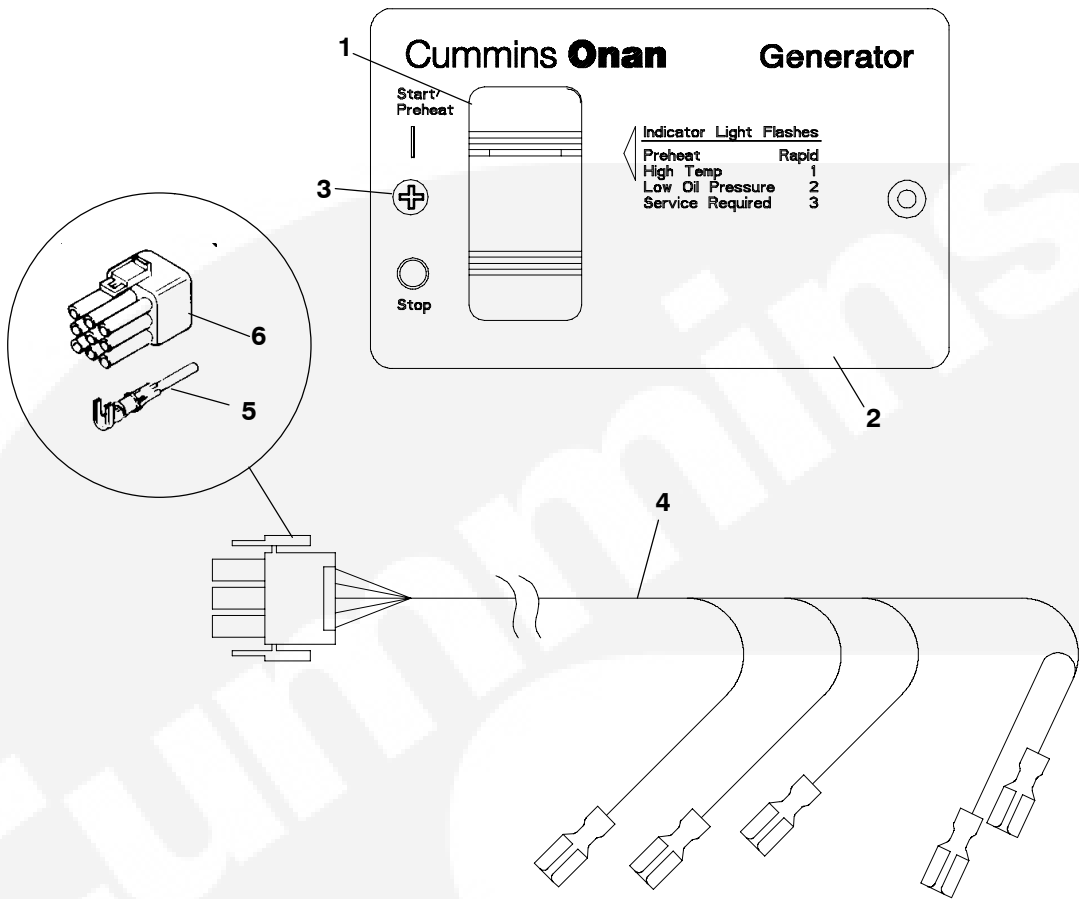 Cummins Onan Generator
1
Start/
Preheat
Indicator Light Flashes
Preheat Rapid
High Temp 1
Low Oil Pressure 2
Service Required 3
3
Stop
6
5
2
4
Cummins